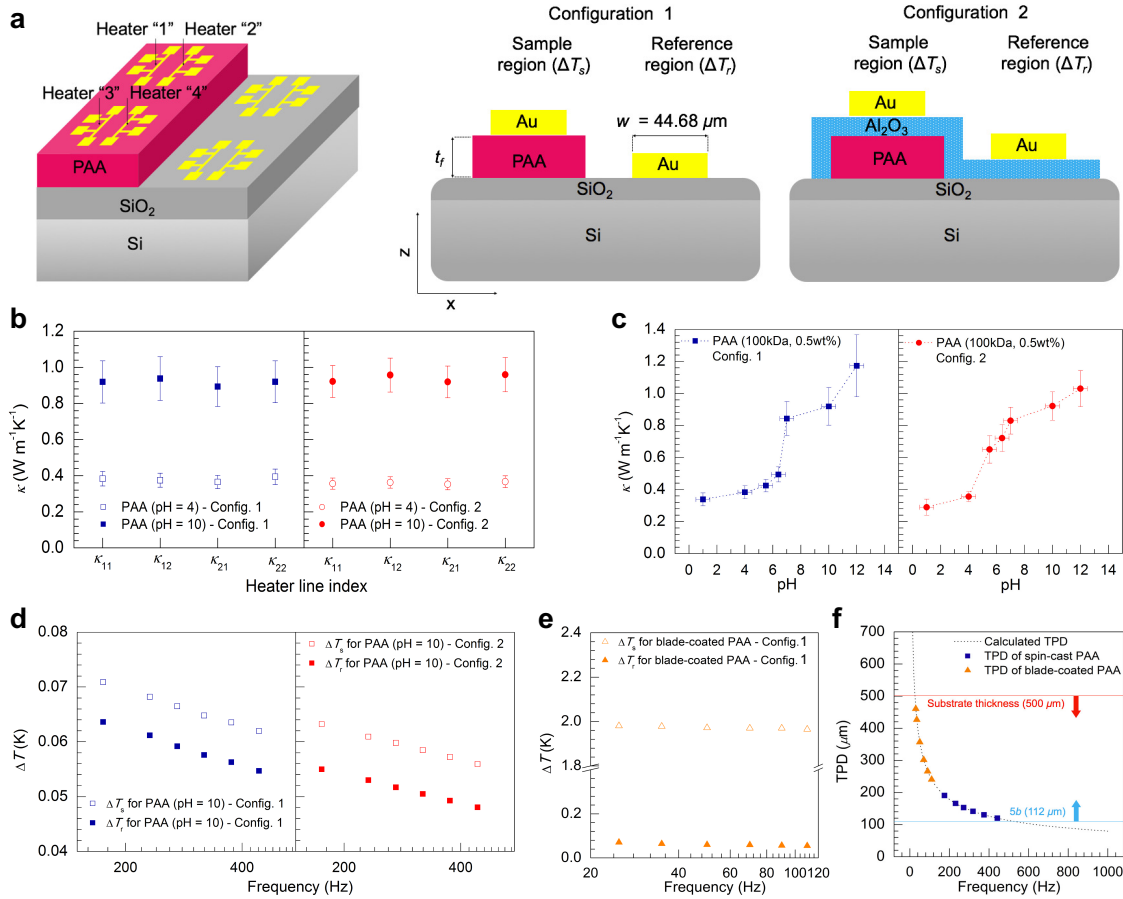 a
Heater “1”
Heater “2”
Heater “3”
Heater “4”
PAA
SiO2
Si
Configuration 1
Sample region (ΔTs)
Reference region (ΔTr)
Au
w = 44.68 μm
tf
PAA
Au
SiO2
Si
z
x
Configuration 2
Sample region (ΔTs)
Reference region (ΔTr)
Au
Al2O3
PAA
Au
SiO2
Si
b
1.2
1.0
0.8
0.6
0.4
0.2
0.0
κ (W m−1K−1)
PAA (pH = 4) - Config. 1
PAA (pH = 10) - Config. 1
PAA (pH = 4) - Config. 2
PAA (pH = 10) - Config. 2
κ11 κ12 κ21 κ22 κ11 κ12 κ21 κ22
Heater line index
c
1.4
1.2
1.0
0.8
0.6
0.4
0.2
0.0
κ (W m−1K−1)
PAA (100kDa, 0.5wt%)
Config. 1
PAA (100kDa, 0.5wt%)
Config. 2
0 2 4 6 8 10 12 14 0 2 4 6 8 10 12 14
pH pH
d
0.08
0.07
0.06
0.05
0.04
ΔT (K)
ΔTs for PAA (pH = 10) - Config. 1
ΔTr for PAA (pH = 10) - Config. 1
ΔTs for PAA (pH = 10) - Config. 2
ΔTr for PAA (pH = 10) - Config. 2
200 400 200 400
Frequency (Hz) Frequency (Hz)
e
2.4
2.2
2.0
1.8
0.2
0.0
ΔT (K)
ΔTs for blade-coated PAA - Config. 1
ΔTr for blade-coated PAA - Config. 1
20 40 60 80 100 120
Frequency (Hz)
f
700
600
500
400
300
200
100
0
TPD (μm)
Calculated TPD
TPD of spin-cast PAA
TPD of blade-coated PAA
Substrate thickness (500 μm)
5b (112 μm)
0 200 400 600 800 1000
Frequency (Hz)